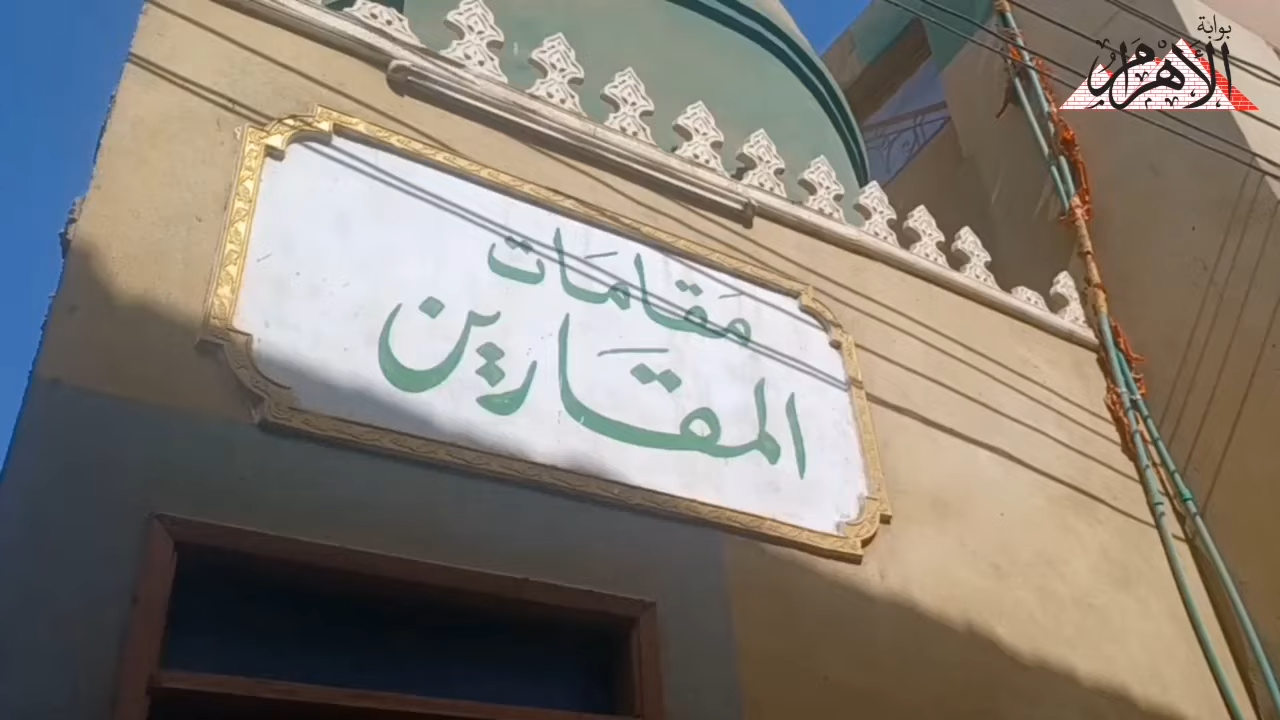 بوابة
الأهرام
مقامات
المقارين